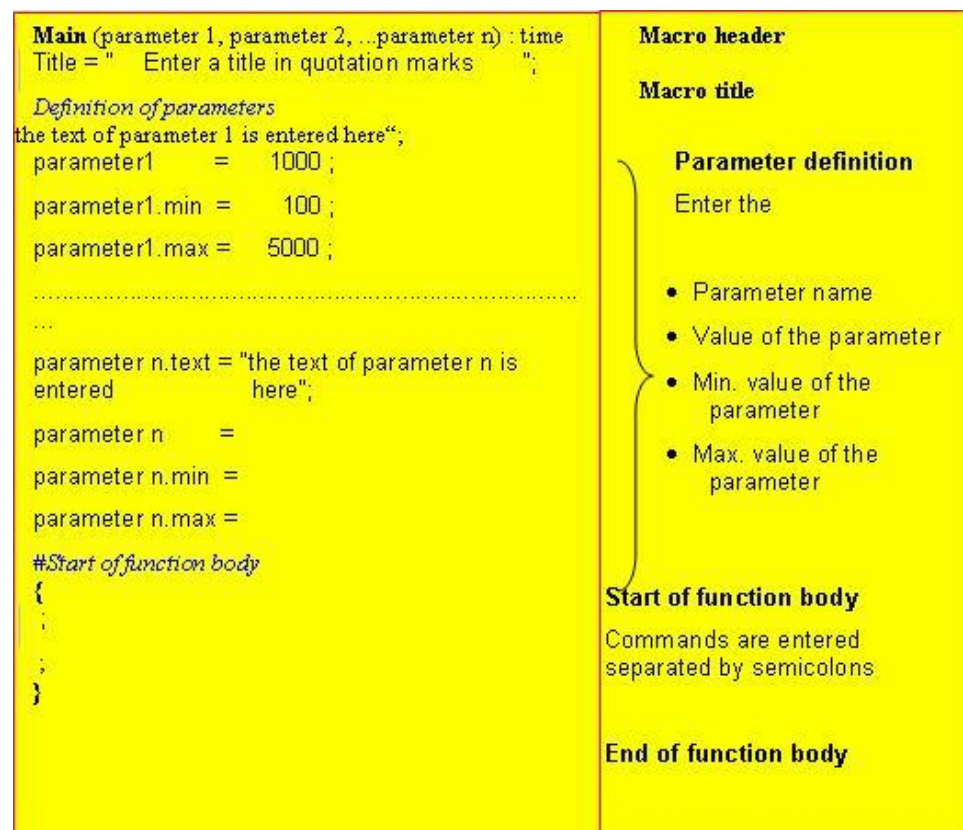 Main (parameter 1, parameter 2, ...parameter n) : time
Title = " Enter a title in quotation marks ";
Definition of parameters
the text of parameter 1 is entered here“;
parameter1 = 1000 ;
parameter1.min = 100 ;
parameter1.max = 5000 ;
................................................................................
...
parameter n.text = "the text of parameter n is
entered here";
parameter n =
parameter n.min =
parameter n.max =
#Start of function body
{
;
;
}
Macro header
Macro title
Parameter definition
Enter the
• Parameter name
• Value of the parameter
• Min. value of the
parameter
• Max. value of the
parameter
Start of function body
Commands are entered
separated by semicolons
End of function body